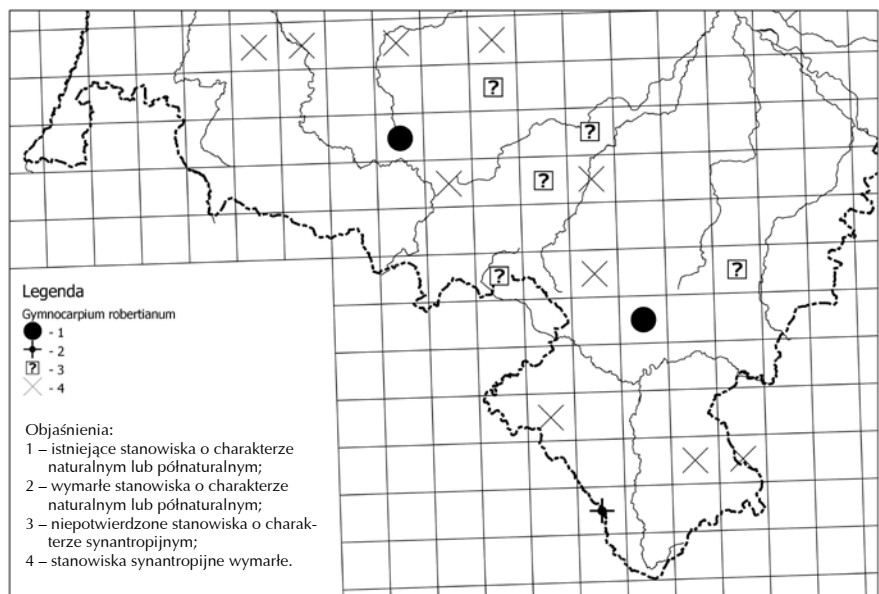 ?
?
?
?
?
Legenda
Gymnocarpium robertianum
- 1
- 2
? - 3
- 4
Objaśnienia:
1 – istniejące stanowiska o charakterze
naturalnym lub półnaturalnym;
2 – wymarłe stanowiska o charakterze
naturalnym lub półnaturalnym;
3 – niepotwierdzone stanowiska o charak-
terze synantropijnym;
4 – stanowiska synantropijne wymarłe.